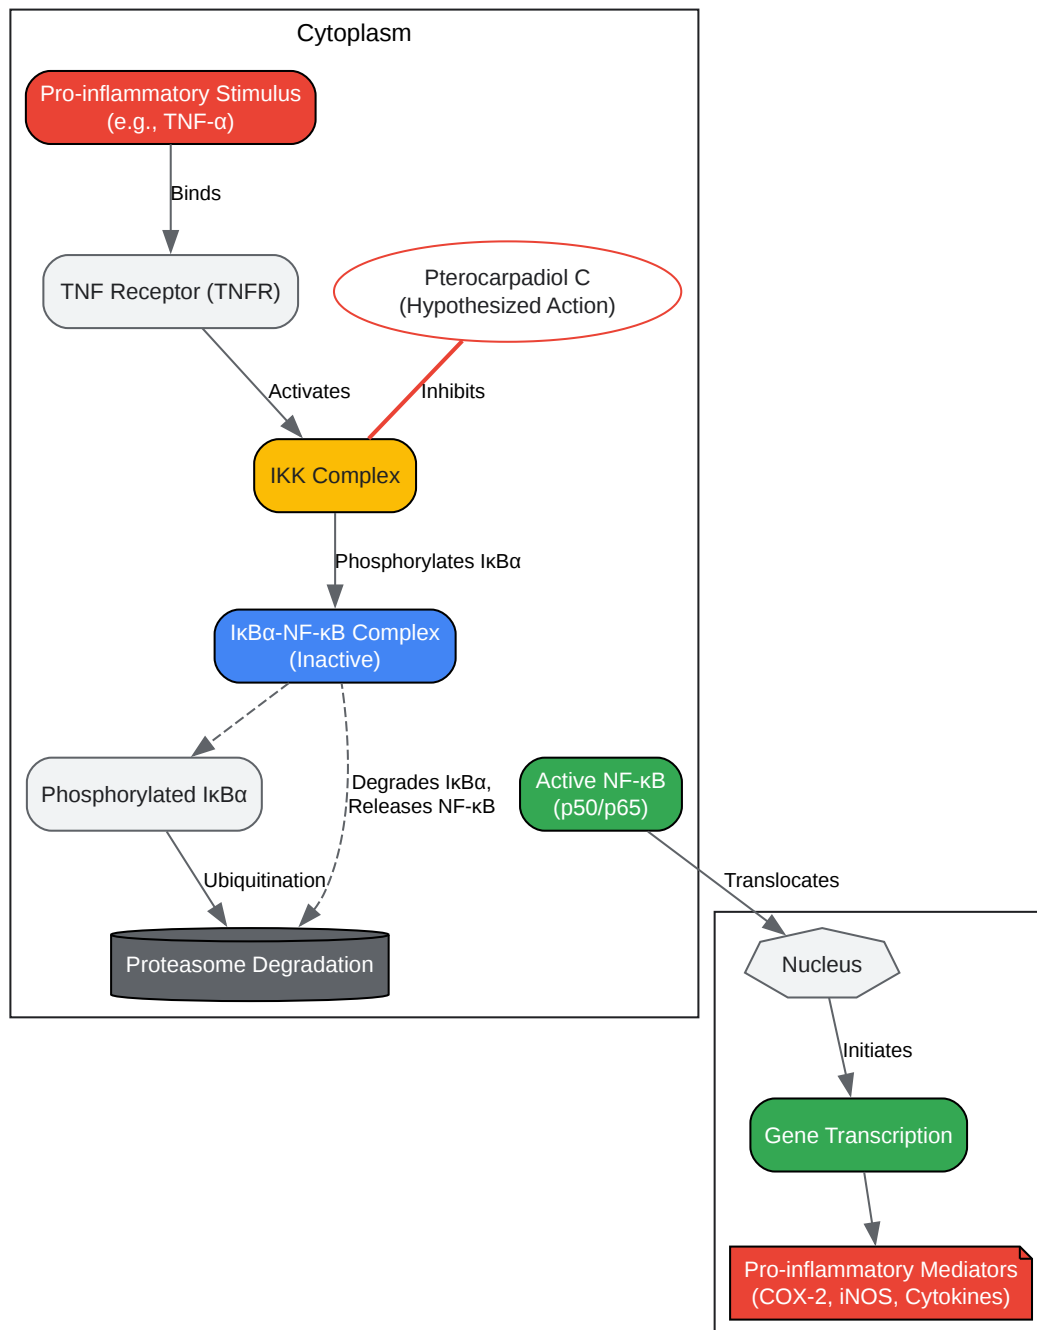 Cytoplasm
Pro-inflammatory Stimulus
(e.g., TNF-α)
Binds
TNF Receptor (TNFR)
Pterocarpadiol C
(Hypothesized Action)
Activates
Inhibits
IKK Complex
Phosphorylates IκBα
IκBα-NF-κB Complex
(Inactive)
Phosphorylated IκBα
Degrades IκBα,
Releases NF-κB
Active NF-κB
(p50/p65)
Ubiquitination
Translocates
Proteasome Degradation
Nucleus
Initiates
Gene Transcription
Pro-inflammatory Mediators
(COX-2, iNOS, Cytokines)